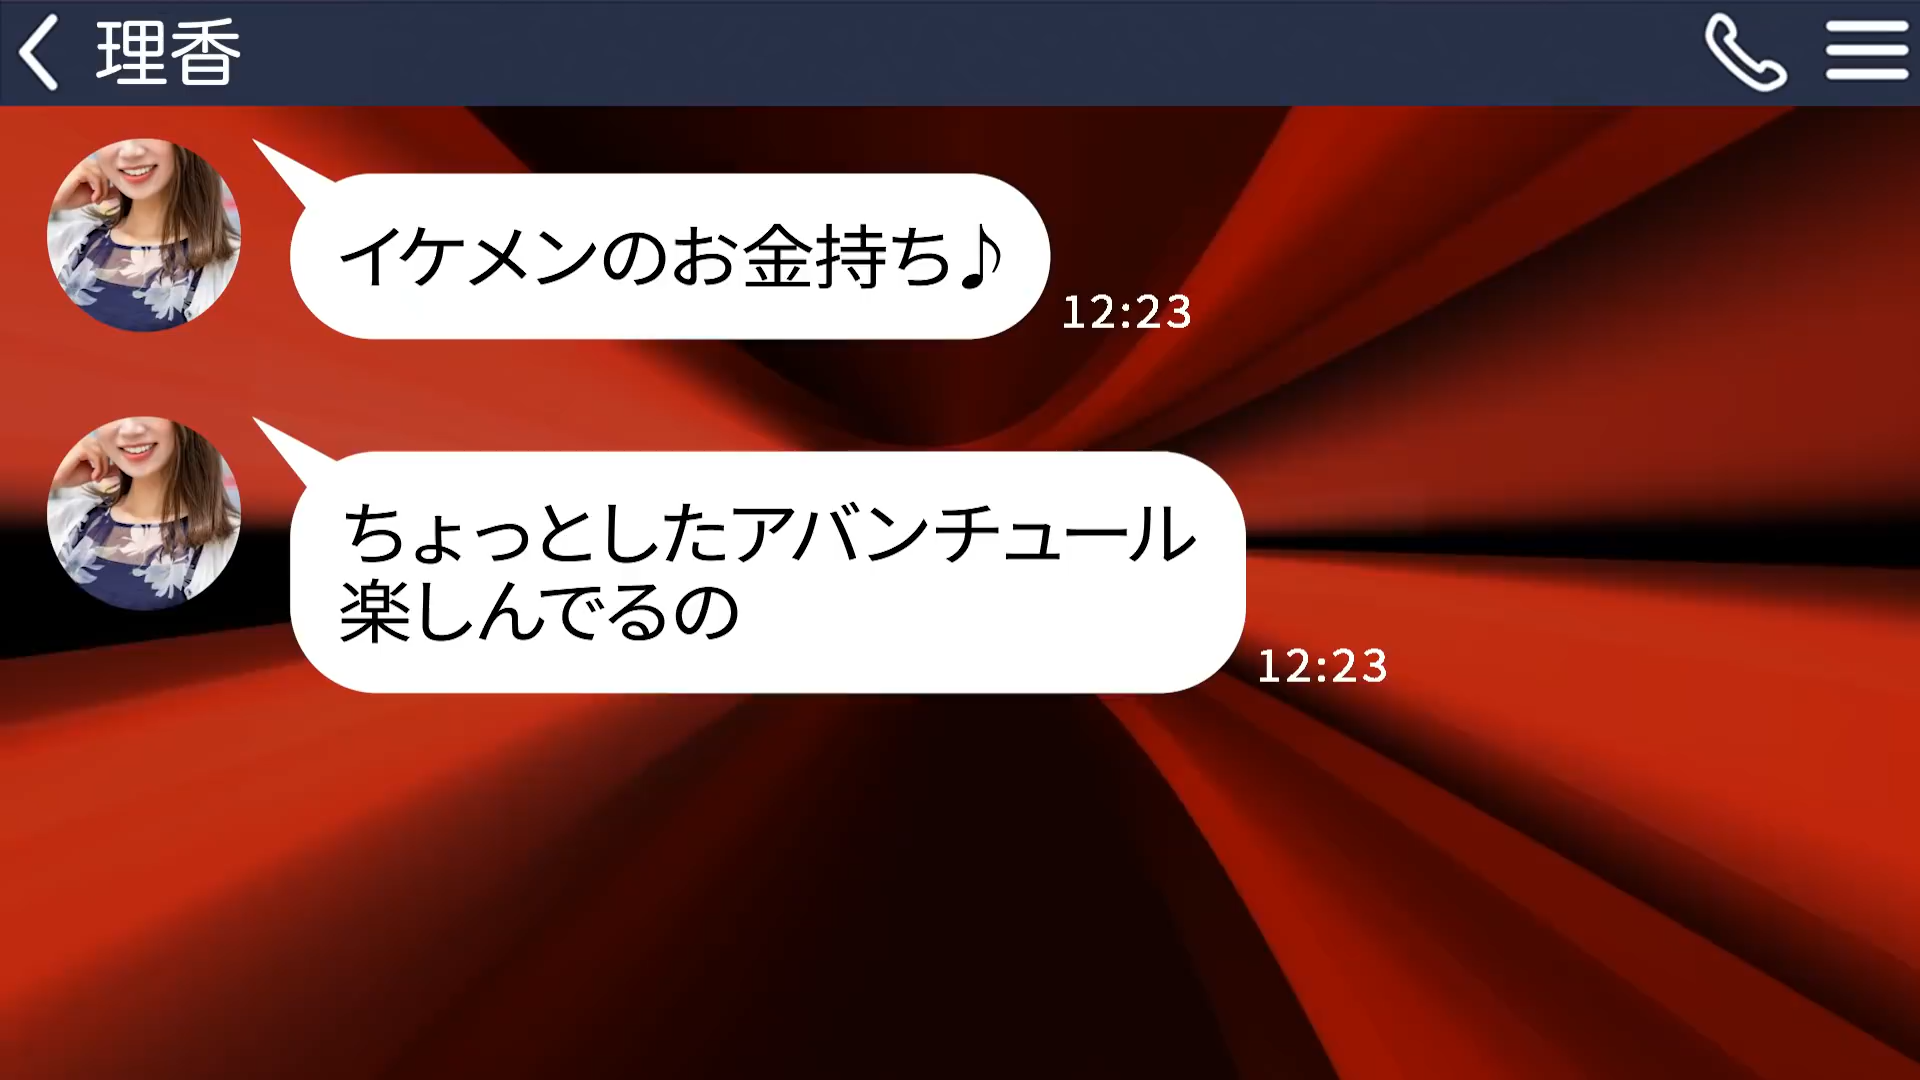 理香
イケメンのお金持ち♪
12:23
ちょっとしたアバンチュール
楽しんでるの
12:23